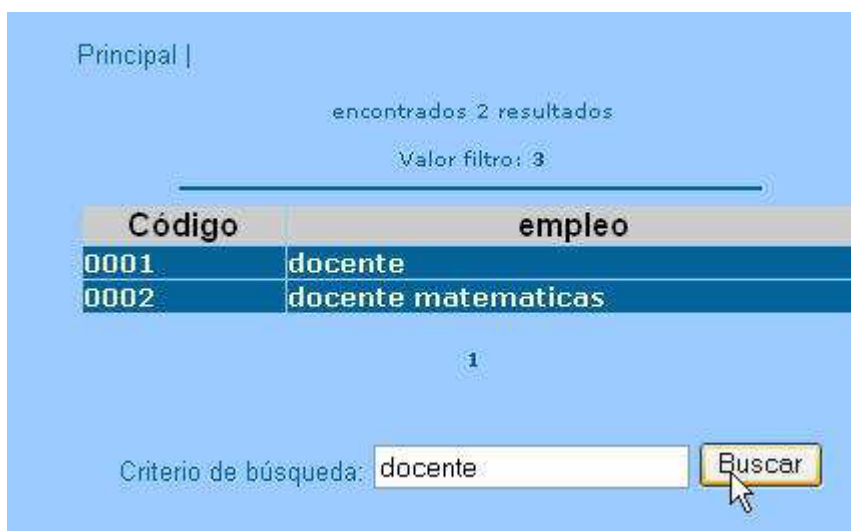 Principal |
encontrados 2 resultados
Valor filtro: 3
Código empleo
0001 docente
0002 docente matematicas
1
Criterio de búsqueda: docente Buscar